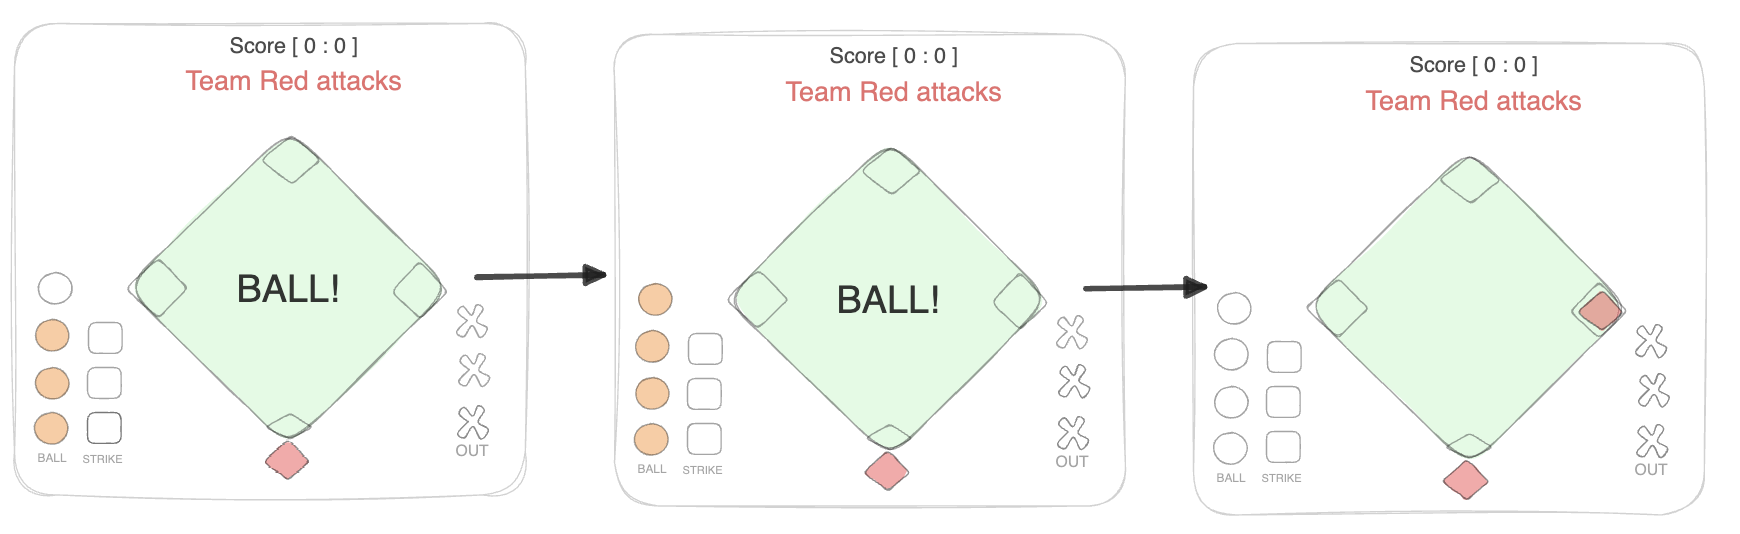 Score [ 0 : 0 ]
Team Red attacks
BALL!
BALL STRIKE
OUT
Score [ 0 : 0 ]
Team Red attacks
BALL!
BALL STRIKE
OUT
Score [ 0 : 0 ]
Team Red attacks
BALL STRIKE
OUT